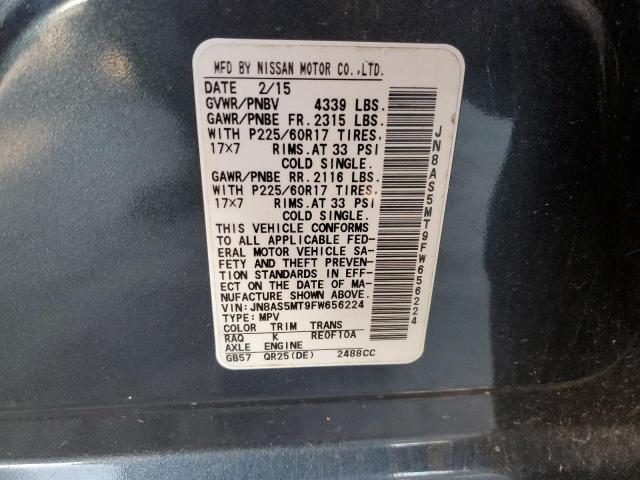 MFD BY NISSAN MOTOR CO.,LTD.
DATE 2/15
GVWR/PNBV 4339 LBS.
GAWR/PNBE FR. 2315 LBS.
WITH P225/60R17 TIRES,
17×7 RIMS.AT 33 PSI
COLD SINGLE.
GAWR/PNBE RR. 2116 LBS.
WITH P225/60R17 TIRES,
17×7 RIMS.AT 33 PSI
COLD SINGLE.
THIS VEHICLE CONFORMS
TO ALL APPLICABLE FED-
ERAL MOTOR VEHICLE SA-
FETY AND THEFT PREVEN-
TION STANDARDS IN EFF-
ECT ON THE DATE OF MA-
NUFACTURE SHOWN ABOVE.
VIN: JN8AS5MT9FW656224
TYPE: MPV
COLOR TRIM TRANS
RAQ K RE0F10A
AXLE ENGINE
GB57 QR25(DE) 2488CC
JN8AS5MT9FW656224